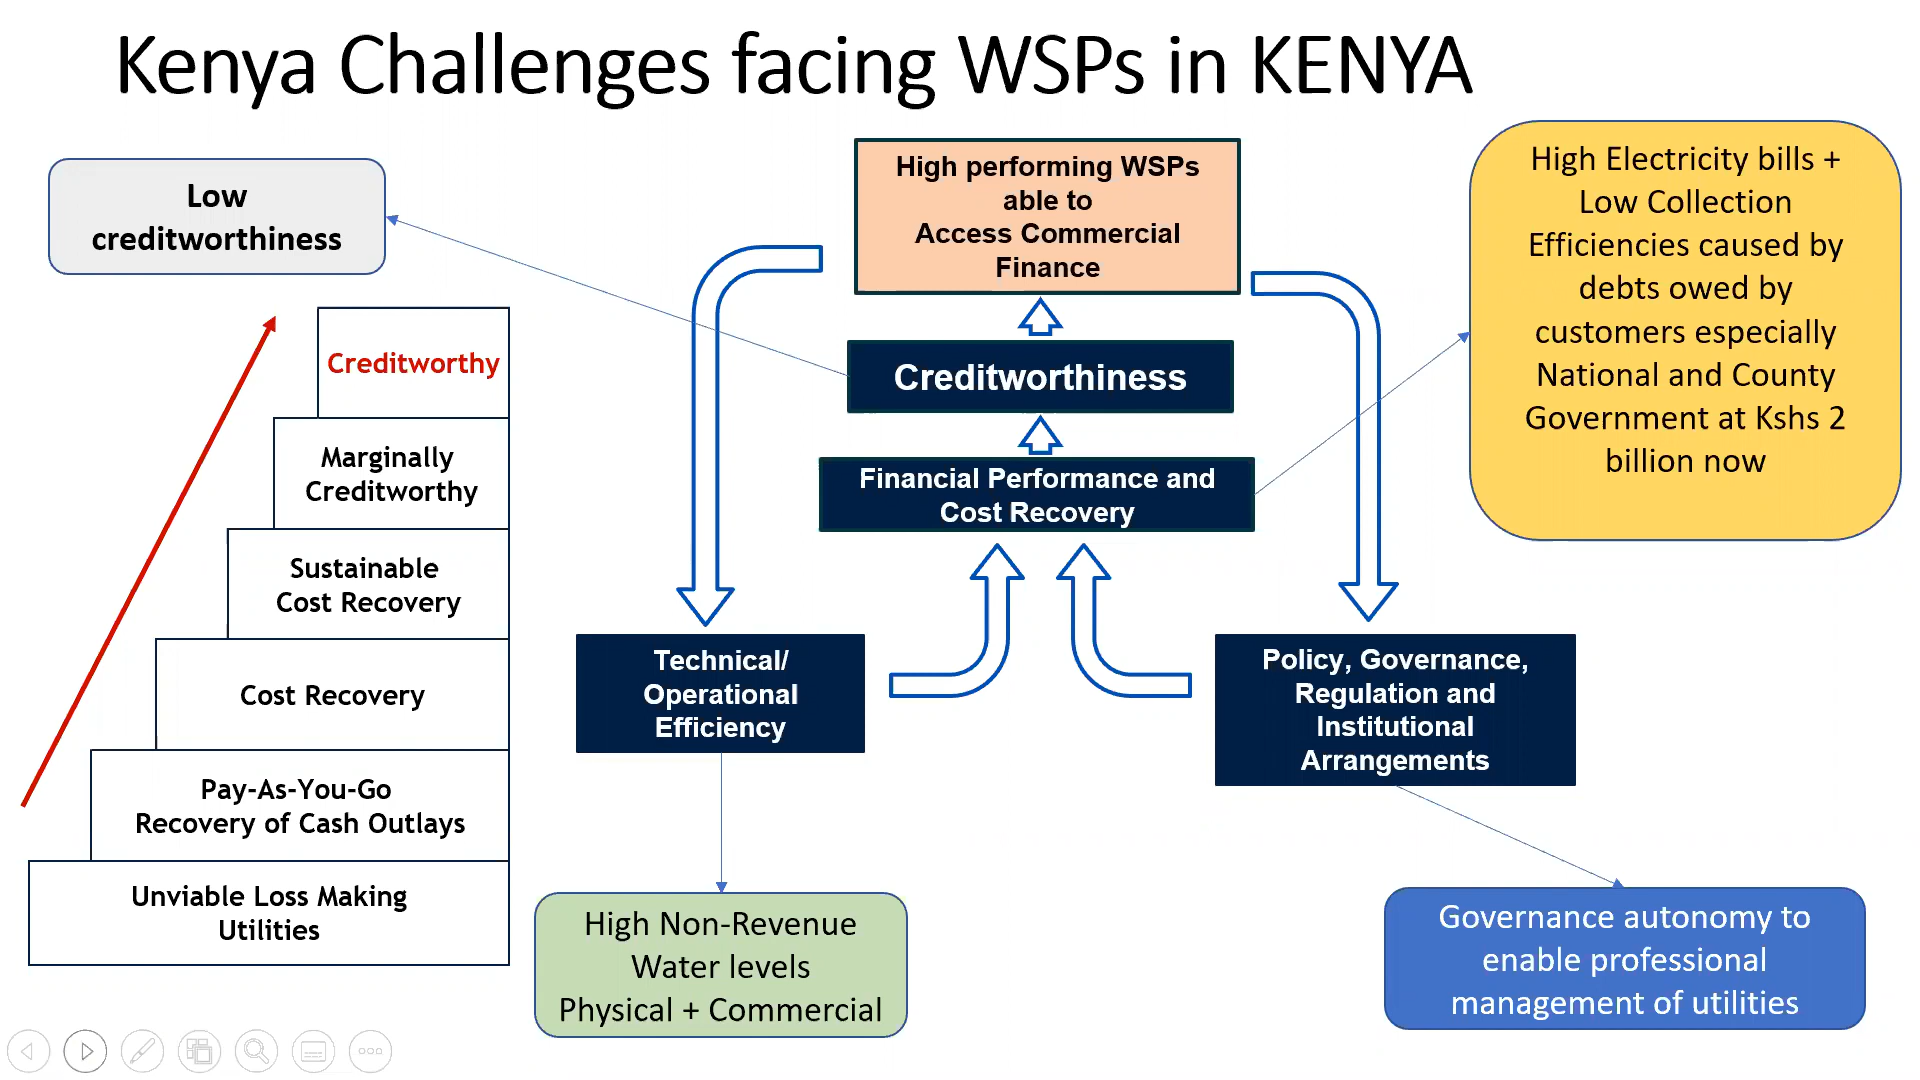 Kenya Challenges facing WSPs in KENYA
Low
creditworthiness
Creditworthy
Marginally
Creditworthy
Sustainable
Cost Recovery
Cost Recovery
Pay-As-You-Go
Recovery of Cash Outlays
Unviable Loss Making
Utilities
High performing WSPs
able to
Access Commercial
Finance
Creditworthiness
Financial Performance and
Cost Recovery
Technical/
Operational
Efficiency
Policy, Governance,
Regulation and
Institutional
Arrangements
High Electricity bills +
Low Collection
Efficiencies caused by
debts owed by
customers especially
National and County
Government at Kshs 2
billion now
High Non-Revenue
Water levels
Physical + Commercial
Governance autonomy to
enable professional
management of utilities